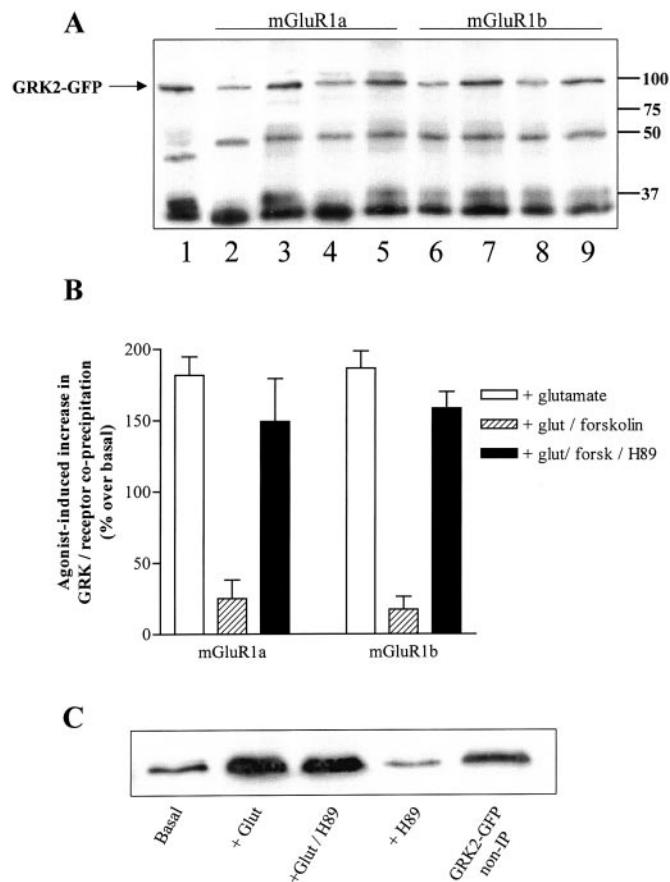 A
mGluR1a
mGluR1b
GRK2-GFP
100
75
50
37
1 2 3 4 5 6 7 8 9
B
Agonist-induced increase in
GRK / receptor co-precipitation
(% over basal)
200
150
100
50
0
mGluR1a
mGluR1b
+ glutamate
+ glut / forskolin
+ glut/ forsk / H89
C
Basal
+ Glut
+Glut / H89
+ H89
GRK2-GFP
non-IP